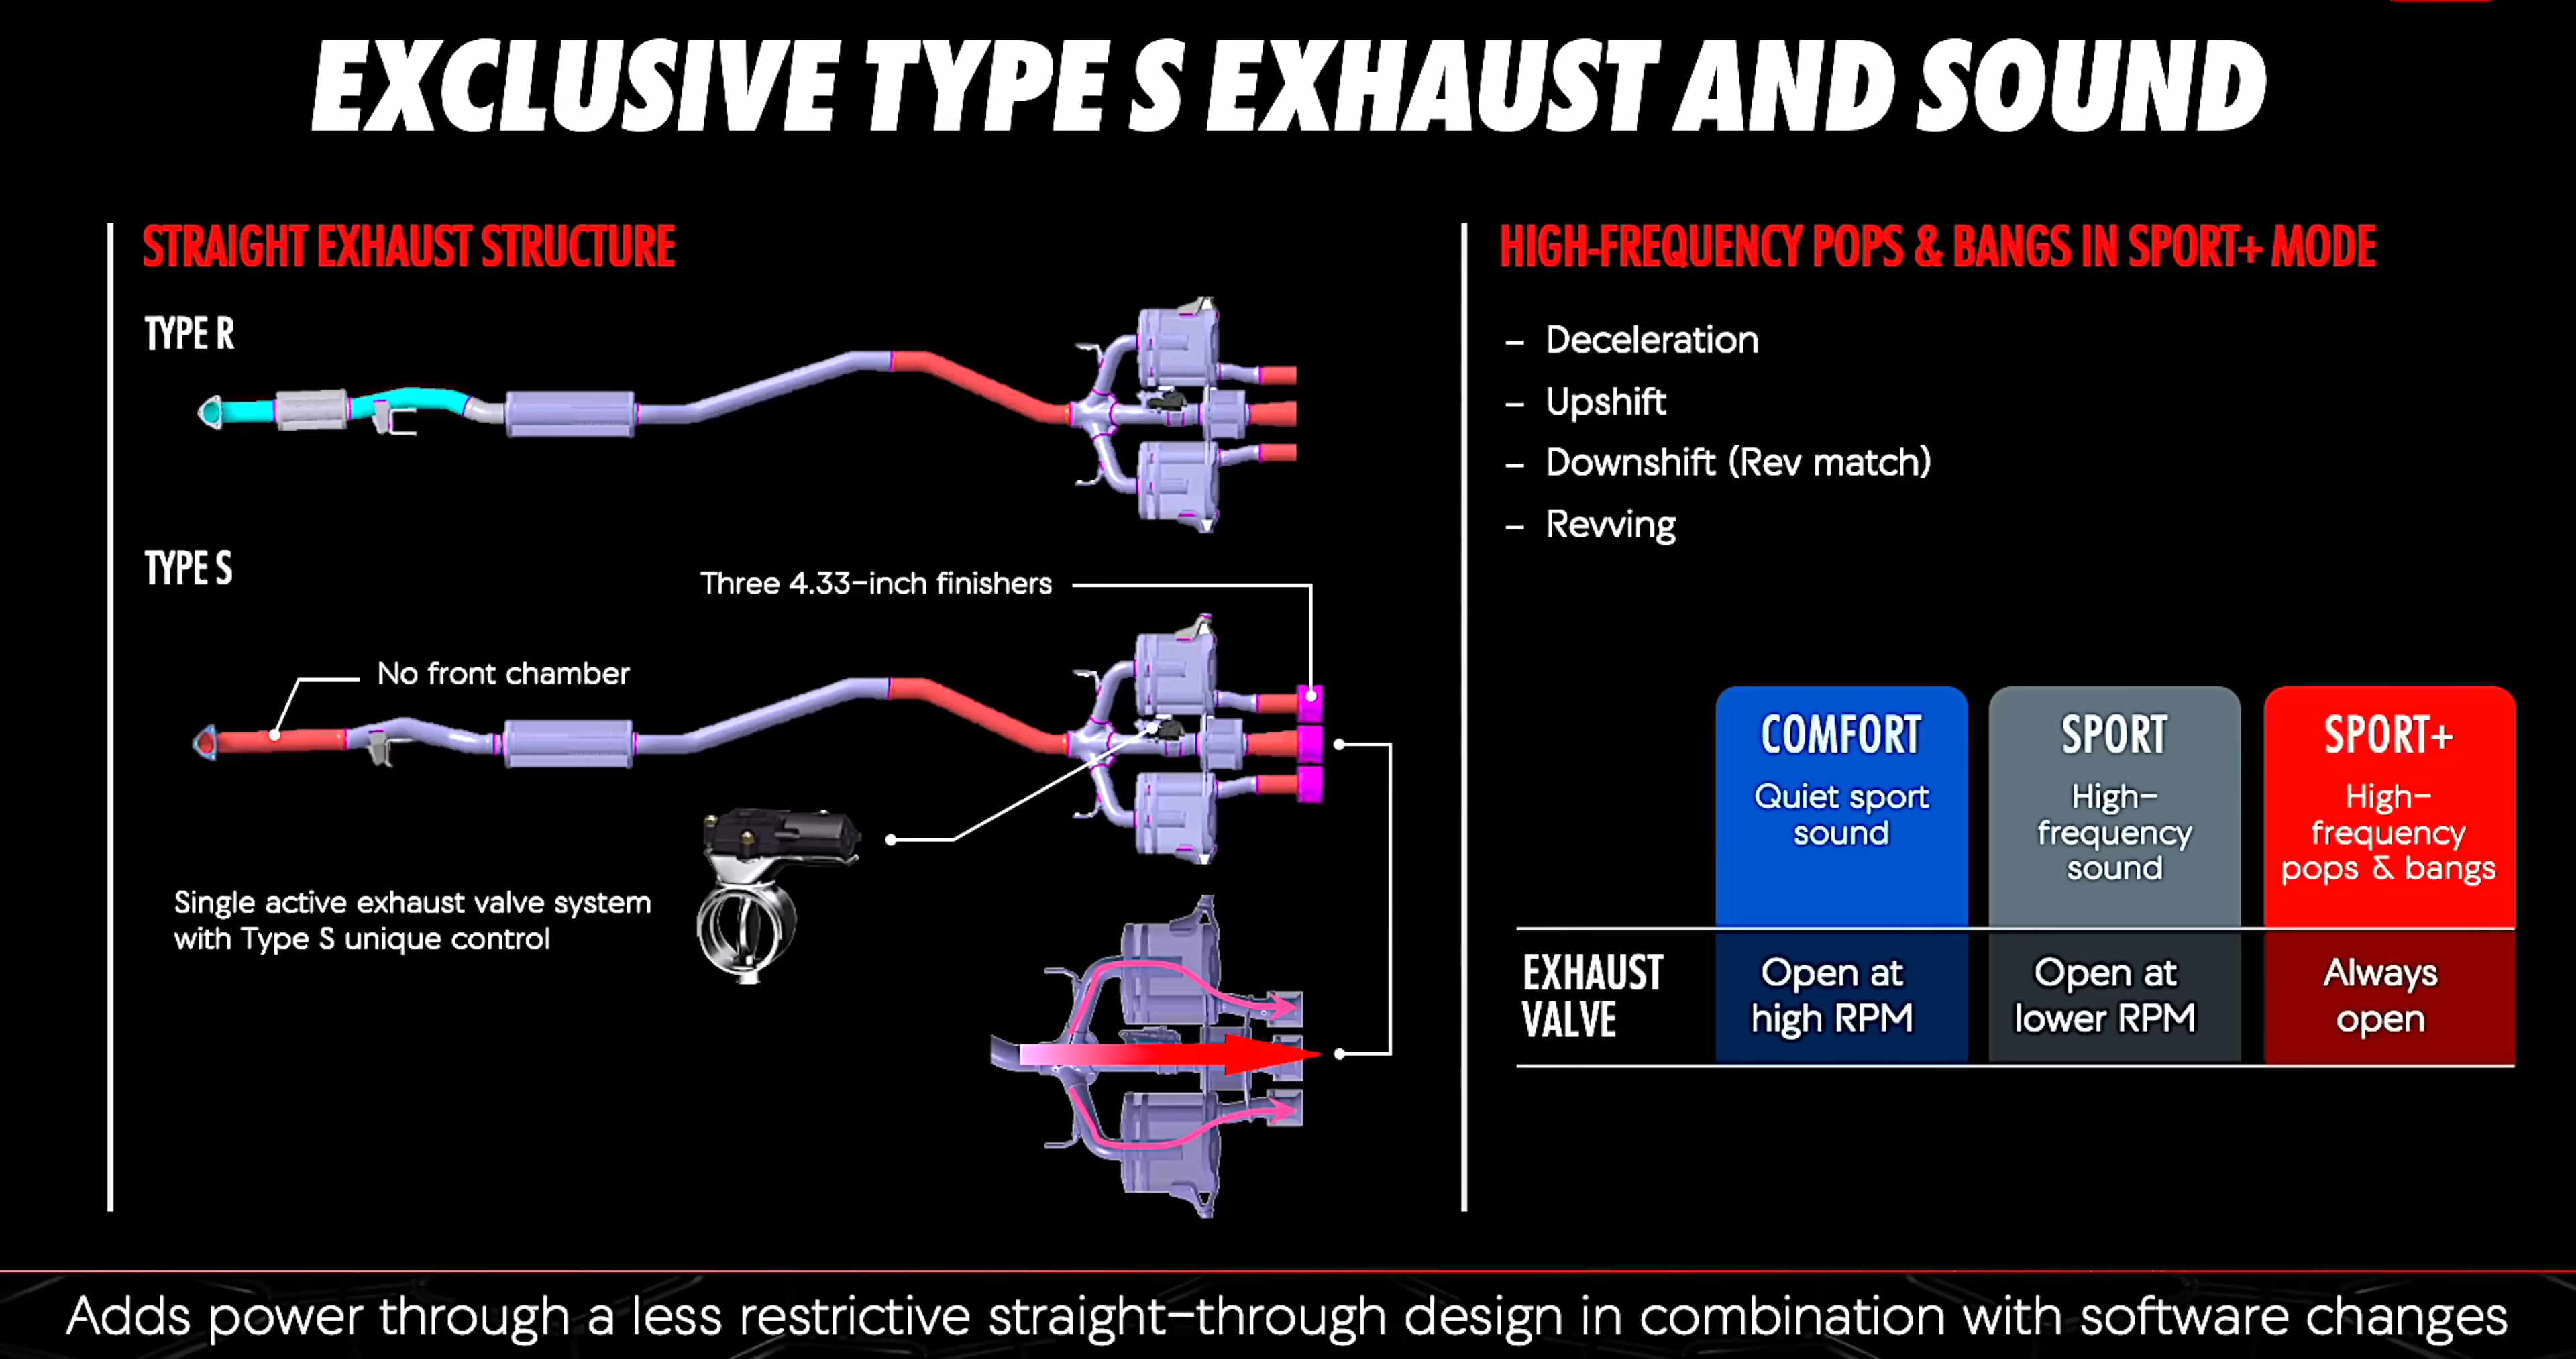 EXCLUSIVE TYPE S EXHAUST AND SOUND
STRAIGHT EXHAUST STRUCTURE
TYPE R
TYPE S
Three 4.33-inch finishers
No front chamber
Single active exhaust valve system
with Type S unique control
HIGH-FREQUENCY POPS & BANGS IN SPORT+ MODE
– Deceleration
– Upshift
– Downshift (Rev match)
– Revving
COMFORT
Quiet sport
sound
SPORT
High-
frequency
sound
SPORT+
High-
frequency
pops & bangs
EXHAUST
VALVE
Open at
high RPM
Open at
lower RPM
Always
open
Adds power through a less restrictive straight-through design in combination with software changes